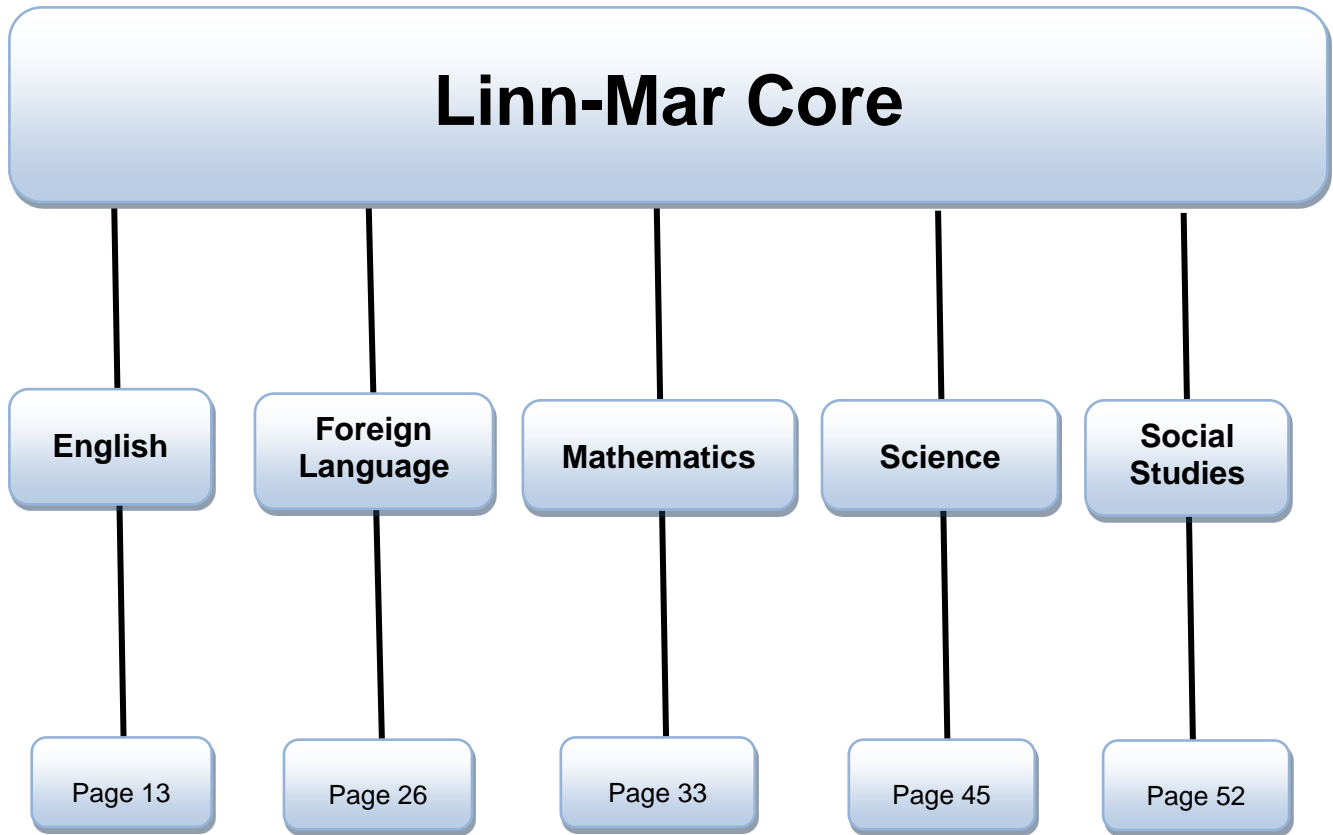 Linn-Mar Core
English
Foreign
Language
Mathematics
Science
Social
Studies
Page 13
Page 26
Page 33
Page 45
Page 52